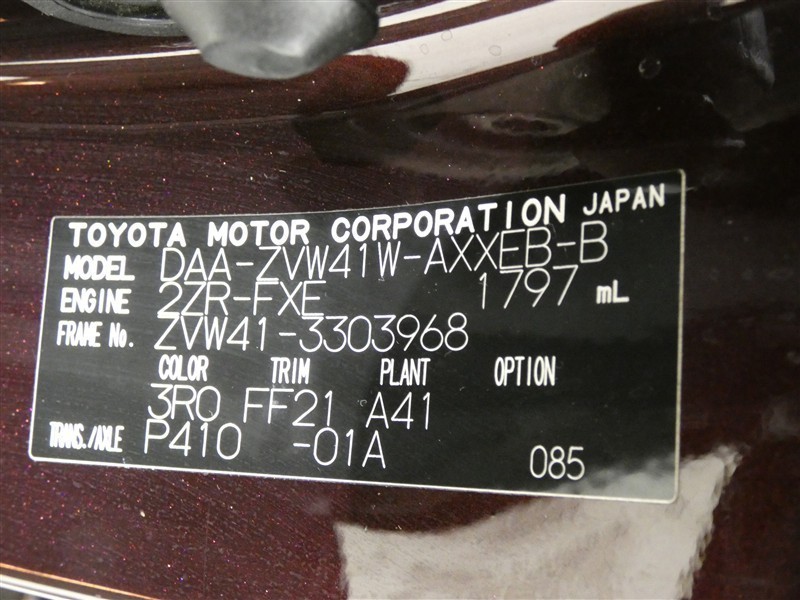 TOYOTA MOTOR CORPORATION JAPAN
MODEL DAA-ZVW41W-AXXEB-B
ENGINE 2ZR-FXE 1797 mL
FRAME No. ZVW41-3303968
COLOR TRIM PLANT OPTION
3R0 FF21 A41
TRANS./AXLE P410 -01A
085